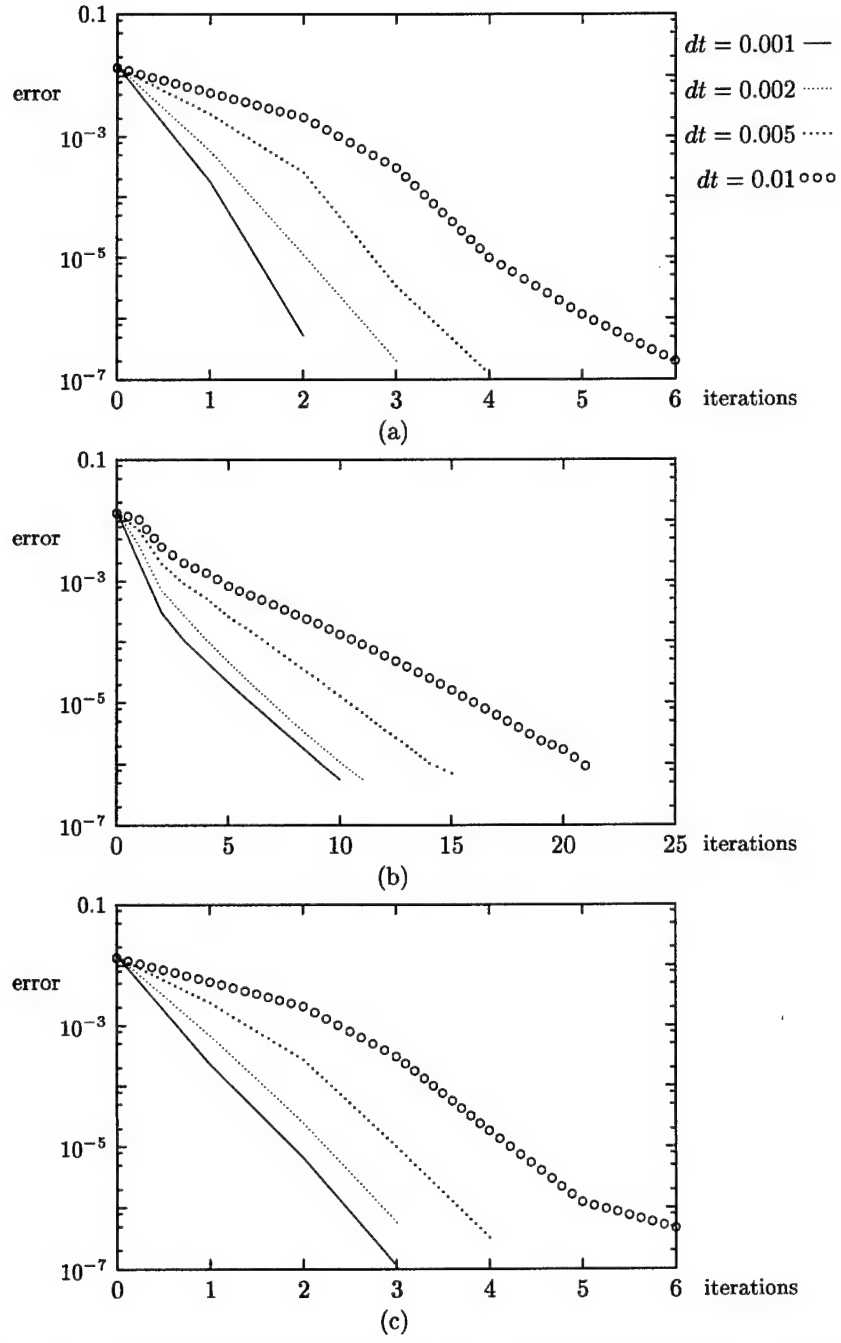 0.1
dt = 0.001
error
dt = 0.002
10⁻³
dt = 0.005
dt = 0.01
10⁻⁵
10⁻⁷
0 1 2 3 4 5 6 iterations
(a)
0.1
error
10⁻³
10⁻⁵
10⁻⁷
0 5 10 15 20 25 iterations
(b)
0.1
error
10⁻³
10⁻⁵
10⁻⁷
0 1 2 3 4 5 6 iterations
(c)